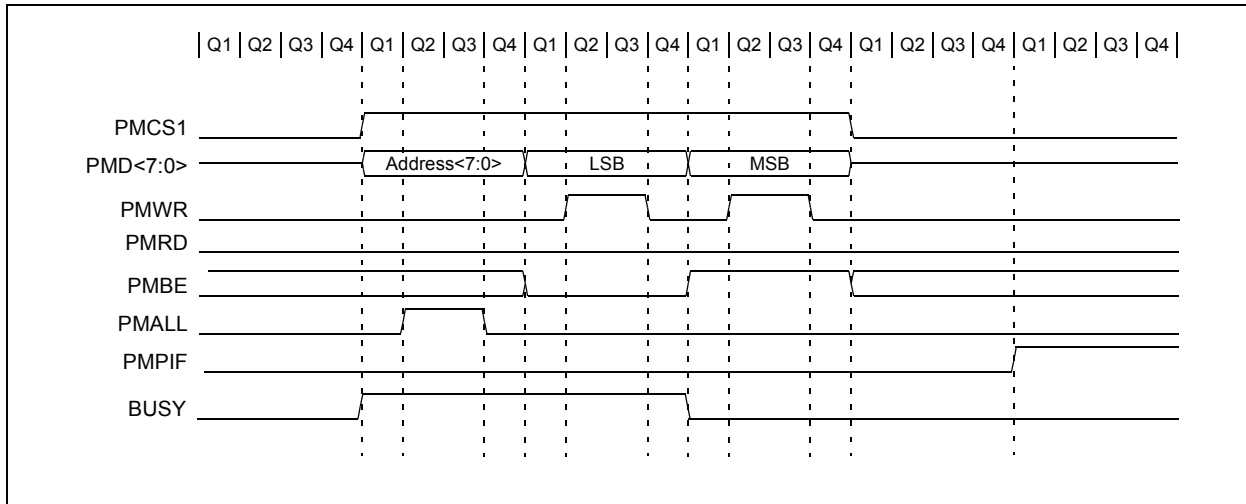 Q1 Q2 Q3 Q4 Q1 Q2 Q3 Q4 Q1 Q2 Q3 Q4 Q1 Q2 Q3 Q4 Q1 Q2 Q3 Q4 Q1 Q2 Q3 Q4
PMCS1
PMD<7:0> Address<7:0> LSB MSB
PMWR
PMRD
PMBE
PMALL
PMPIF
BUSY